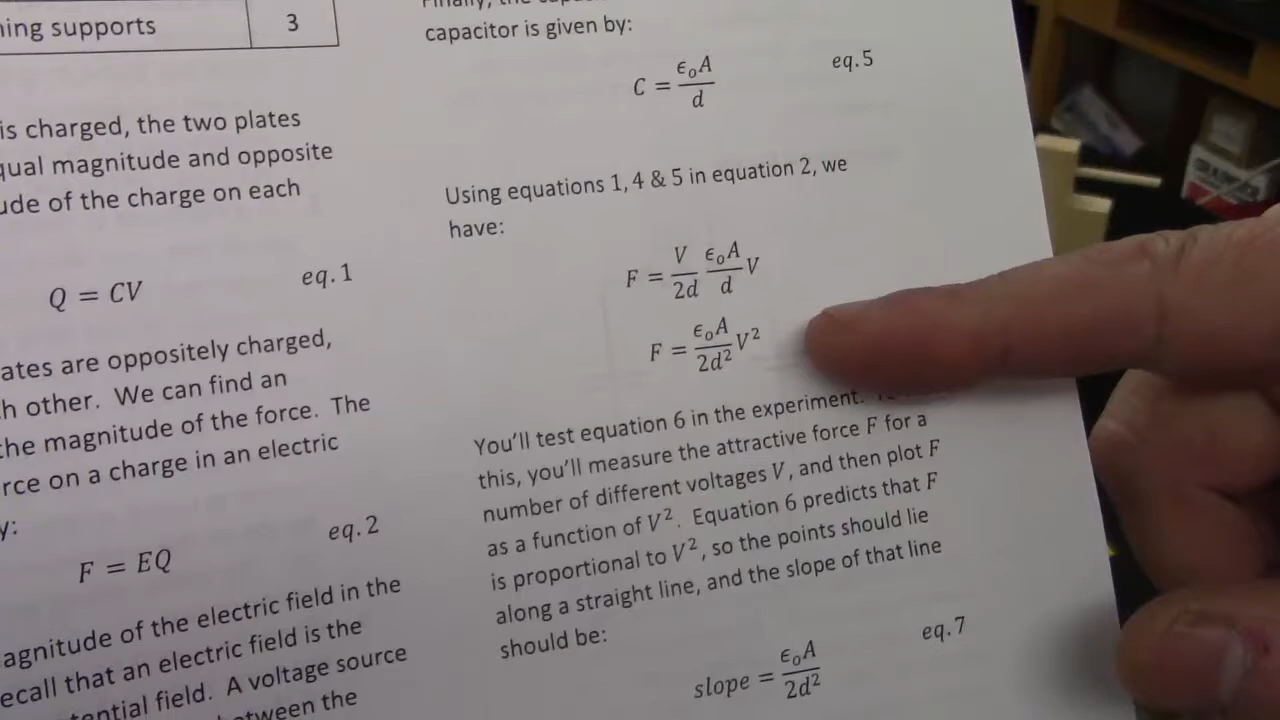 ning supports 3
is charged, the two plates
qual magnitude and opposite
ude of the charge on each
Q = CV eq. 1
ates are oppositely charged,
h other. We can find an
the magnitude of the force. The
rce on a charge in an electric
y:
F = EQ eq. 2
agnitude of the electric field in the
ecall that an electric field is the
tential field. A voltage source
between the
Finally, the
capacitor is given by:
C = ϵ₀A/d eq. 5
Using equations 1, 4 & 5 in equation 2, we
have:
F = V/2d ϵ₀A/d V
F = ϵ₀A/2d² V²
You'll test equation 6 in the experiment.
this, you'll measure the attractive force F for a
number of different voltages V, and then plot F
as a function of V². Equation 6 predicts that F
is proportional to V², so the points should lie
along a straight line, and the slope of that line
should be:
slope = ϵ₀A/2d² eq. 7